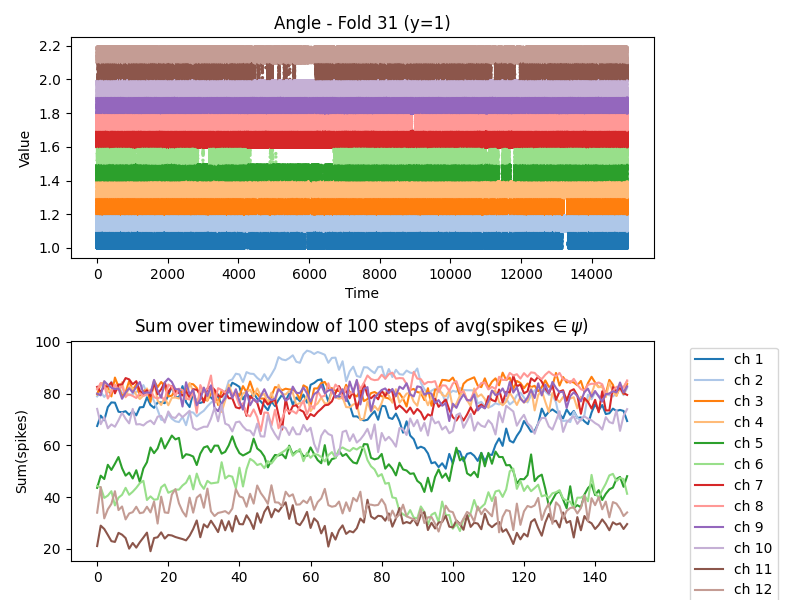 Angle - Fold 31 (y=1)
2.2
2.0
1.8
1.6
1.4
1.2
1.0
Value
0 2000 4000 6000 8000 10000 12000 14000
Time
Sum over timewindow of 100 steps of avg(spikes ∈ ψ)
100
80
60
40
20
Sum(spikes)
0 20 40 60 80 100 120 140
ch 1
ch 2
ch 3
ch 4
ch 5
ch 6
ch 7
ch 8
ch 9
ch 10
ch 11
ch 12